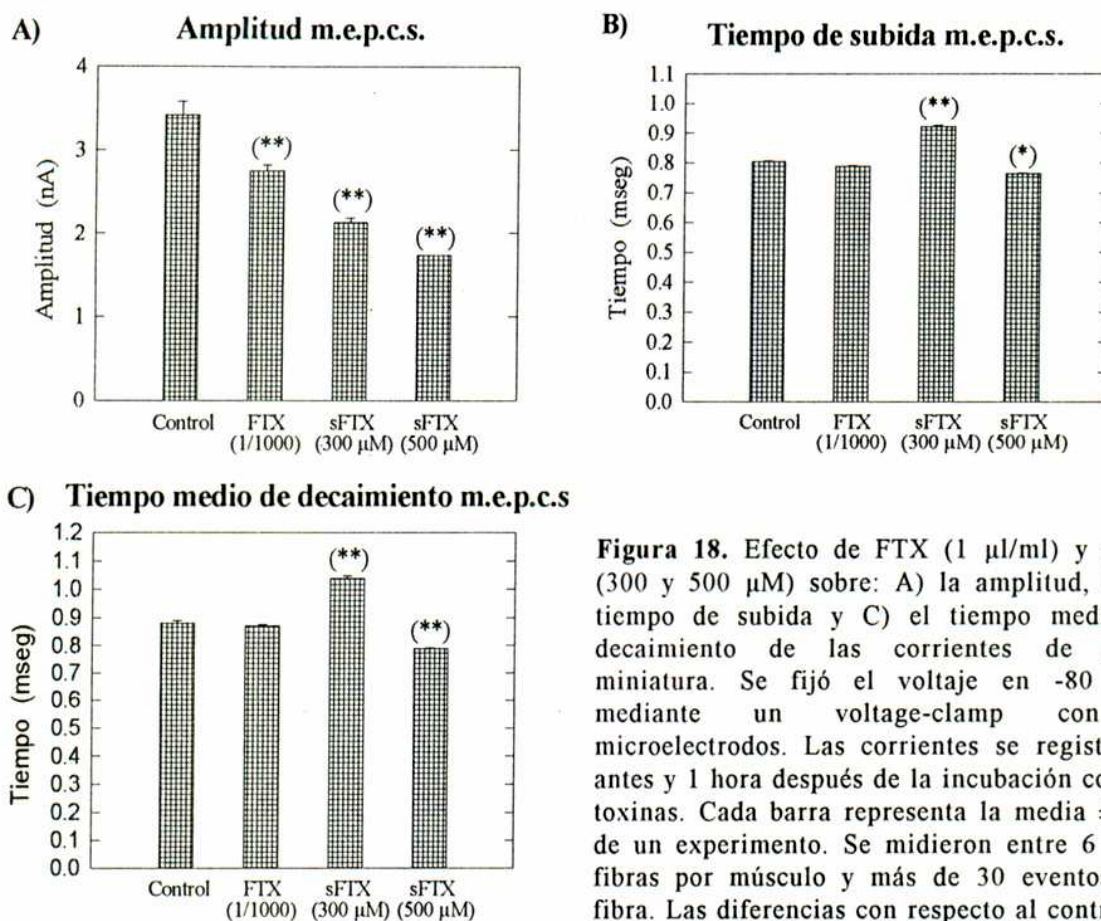 A) Amplitud m.e.p.c.s.
4
3
2
1
0
Amplitud (nA)
(**)
(**)
(**)
Control FTX sFTX sFTX
(1/1000) (300 µM) (500 µM)
B) Tiempo de subida m.e.p.c.s.
1.1
1.0
0.9
0.8
0.7
0.6
0.5
0.4
0.3
0.2
0.1
0.0
Tiempo (mseg)
(**)
(*)
Control FTX sFTX sFTX
(1/1000) (300 µM) (500 µM)
C) Tiempo medio de decaimiento m.e.p.c.s
1.2
1.1
1.0
0.9
0.8
0.7
0.6
0.5
0.4
0.3
0.2
0.1
0.0
Tiempo (mseg)
(**)
(**)
Control FTX sFTX sFTX
(1/1000) (300 µM) (500 µM)
Figura 18. Efecto de FTX (1 µl/ml) y
(300 y 500 µM) sobre: A) la amplitud,
tiempo de subida y C) el tiempo med
decaimiento de las corrientes de
miniatura. Se fijó el voltaje en -80
mediante un voltage-clamp con
microelectrodos. Las corrientes se regist
antes y 1 hora después de la incubación co
toxinas. Cada barra representa la media
de un experimento. Se midieron entre 6
fibras por músculo y más de 30 evento
fibra. Las diferencias con respecto al contr